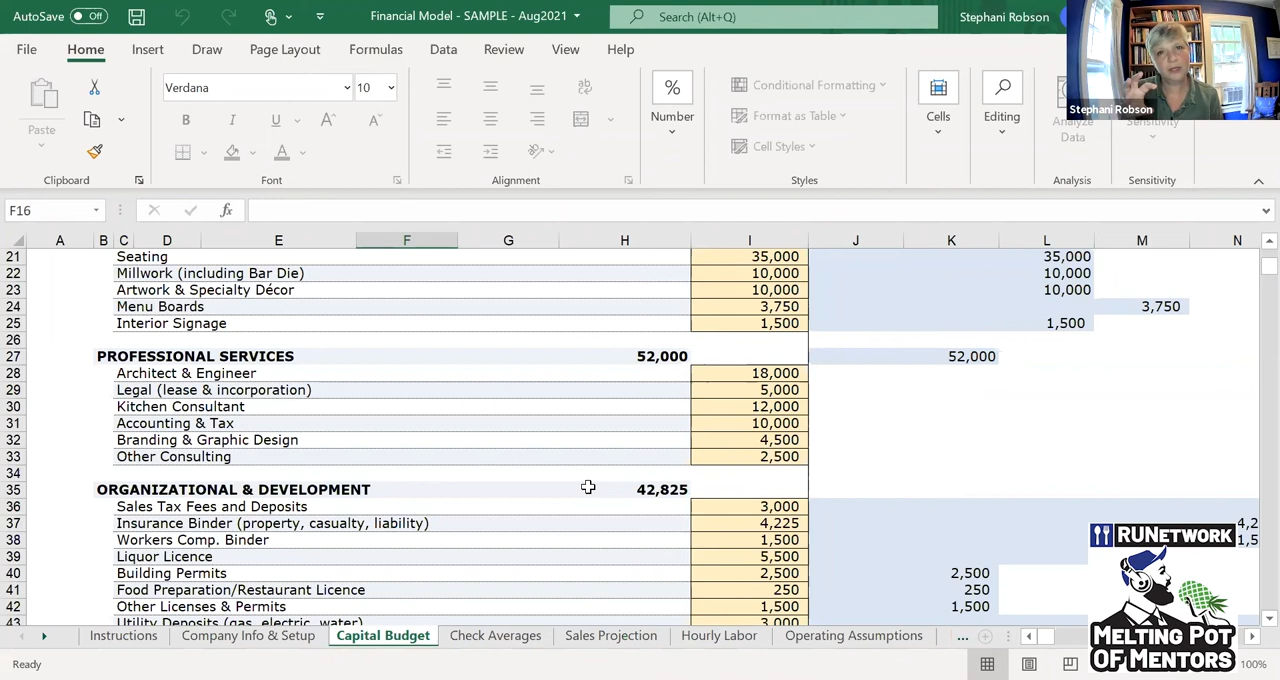 AutoSave Off Financial Model - SAMPLE - Aug2021 Search (Alt+Q) Stephani Robson
File Home Insert Draw Page Layout Formulas Data Review View Help
Stephani Robson
Verdana 10
B I U A A A
Paste % Number Conditional Formatting Format as Table Cell Styles Cells Editing Analyze Data Sensitivity
Clipboard Font Alignment Styles Analysis Sensitivity
F16 fx
A B C D E F G H I J K L M N
21 Seating 35,000 35,000
22 Millwork (including Bar Die) 10,000 10,000
23 Artwork & Specialty Décor 10,000 10,000
24 Menu Boards 3,750 3,750
25 Interior Signage 1,500 1,500
26
27 PROFESSIONAL SERVICES 52,000 52,000
28 Architect & Engineer 18,000
29 Legal (lease & incorporation) 5,000
30 Kitchen Consultant 12,000
31 Accounting & Tax 10,000
32 Branding & Graphic Design 4,500
33 Other Consulting 2,500
34
35 ORGANIZATIONAL & DEVELOPMENT 42,825
36 Sales Tax Fees and Deposits 3,000
37 Insurance Binder (property, casualty, liability) 4,225 4,2
38 Workers Comp. Binder 1,500 1,5
39 Liquor Licence 5,500
40 Building Permits 2,500 2,500
41 Food Preparation/Restaurant Licence 250 250
42 Other Licenses & Permits 1,500 1,500
43 Utility Deposits (gas, electric, water) 3,000
RUNETWORK
MELTING POT
OF MENTORS
Instructions Company Info & Setup Capital Budget Check Averages Sales Projection Hourly Labor Operating Assumptions ...
Ready 100%